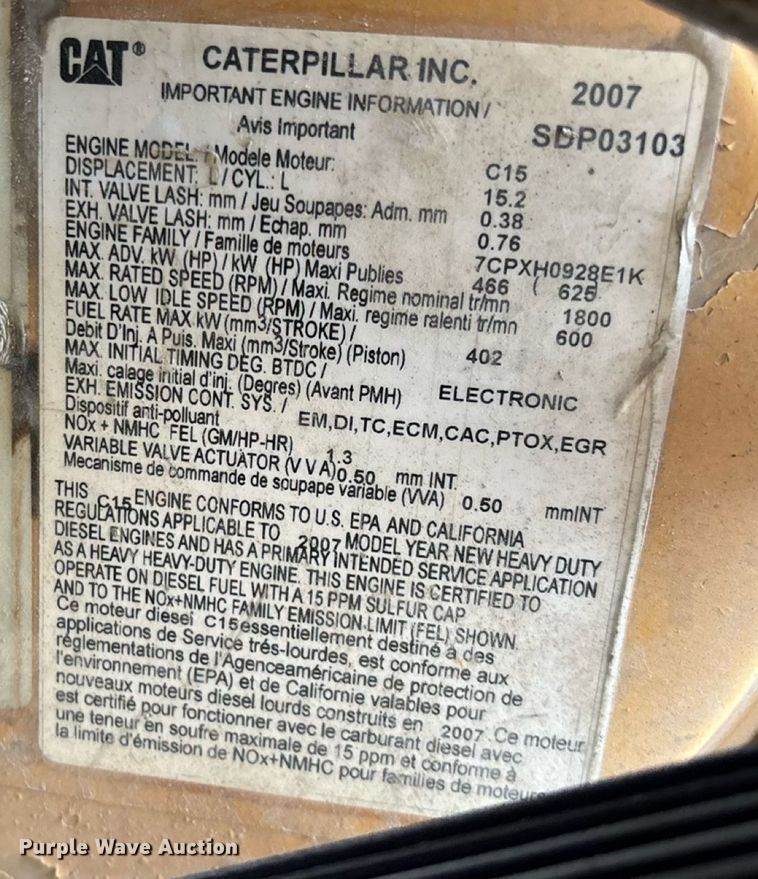 CAT® CATERPILLAR INC. 2007
IMPORTANT ENGINE INFORMATION /
Avis Important SDP03103
ENGINE MODEL: / Modele Moteur: C15
DISPLACEMENT: L / CYL.: L 15.2
INT. VALVE LASH: mm / Jeu Soupapes: Adm. mm 0.38
EXH. VALVE LASH: mm / Echap. mm 0.76
ENGINE FAMILY / Famille de moteurs 7CPXH0928E1K
MAX. ADV. kW (HP) / kW (HP) Maxi Publies 466 ( 625
MAX. RATED SPEED (RPM) / Maxi. Regime nominal tr/mn 1800
MAX. LOW IDLE SPEED (RPM) / Maxi. regime ralenti tr/mn 600
FUEL RATE MAX kW (mm3/STROKE) /
Debit D'Inj. A Puis. Maxi (mm3/Stroke) (Piston) 402
MAX. INITIAL TIMING DEG. BTDC /
Maxi. calage initial d'inj. (Degres) (Avant PMH) ELECTRONIC
EXH. EMISSION CONT. SYS. /
Dispositif anti-polluant EM,DI,TC,ECM,CAC,PTOX,EGR
NOx + NMHC FEL (GM/HP-HR) 1.3
VARIABLE VALVE ACTUATOR (V V A) 0.50 mm INT
Mecanisme de commande de soupape variable (VVA) 0.50 mmINT
THIS C15 ENGINE CONFORMS TO U.S. EPA AND CALIFORNIA
REGULATIONS APPLICABLE TO 2007 MODEL YEAR NEW HEAVY DUTY
DIESEL ENGINES AND HAS A PRIMARY INTENDED SERVICE APPLICATION
AS A HEAVY HEAVY-DUTY ENGINE. THIS ENGINE IS CERTIFIED TO
OPERATE ON DIESEL FUEL WITH A 15 PPM SULFUR CAP
AND TO THE NOx+NMHC FAMILY EMISSION LIMIT (FEL) SHOWN.
Ce moteur diesel C15 essentiellement destiné à des
applications de Service trés-lourdes, est conforme aux
réglementations de l'Agenceaméricaine de protection de
l'environnement (EPA) et de Californie valables pour
nouveaux moteurs diesel lourds construits en 2007 Ce moteur
est certifié pour fonctionner avec le carburant diesel avec
une teneur en soufre maximale de 15 ppm et conforme à
la limite d'émission de NOx+NMHC pour familles de moteurs
Purple Wave Auction